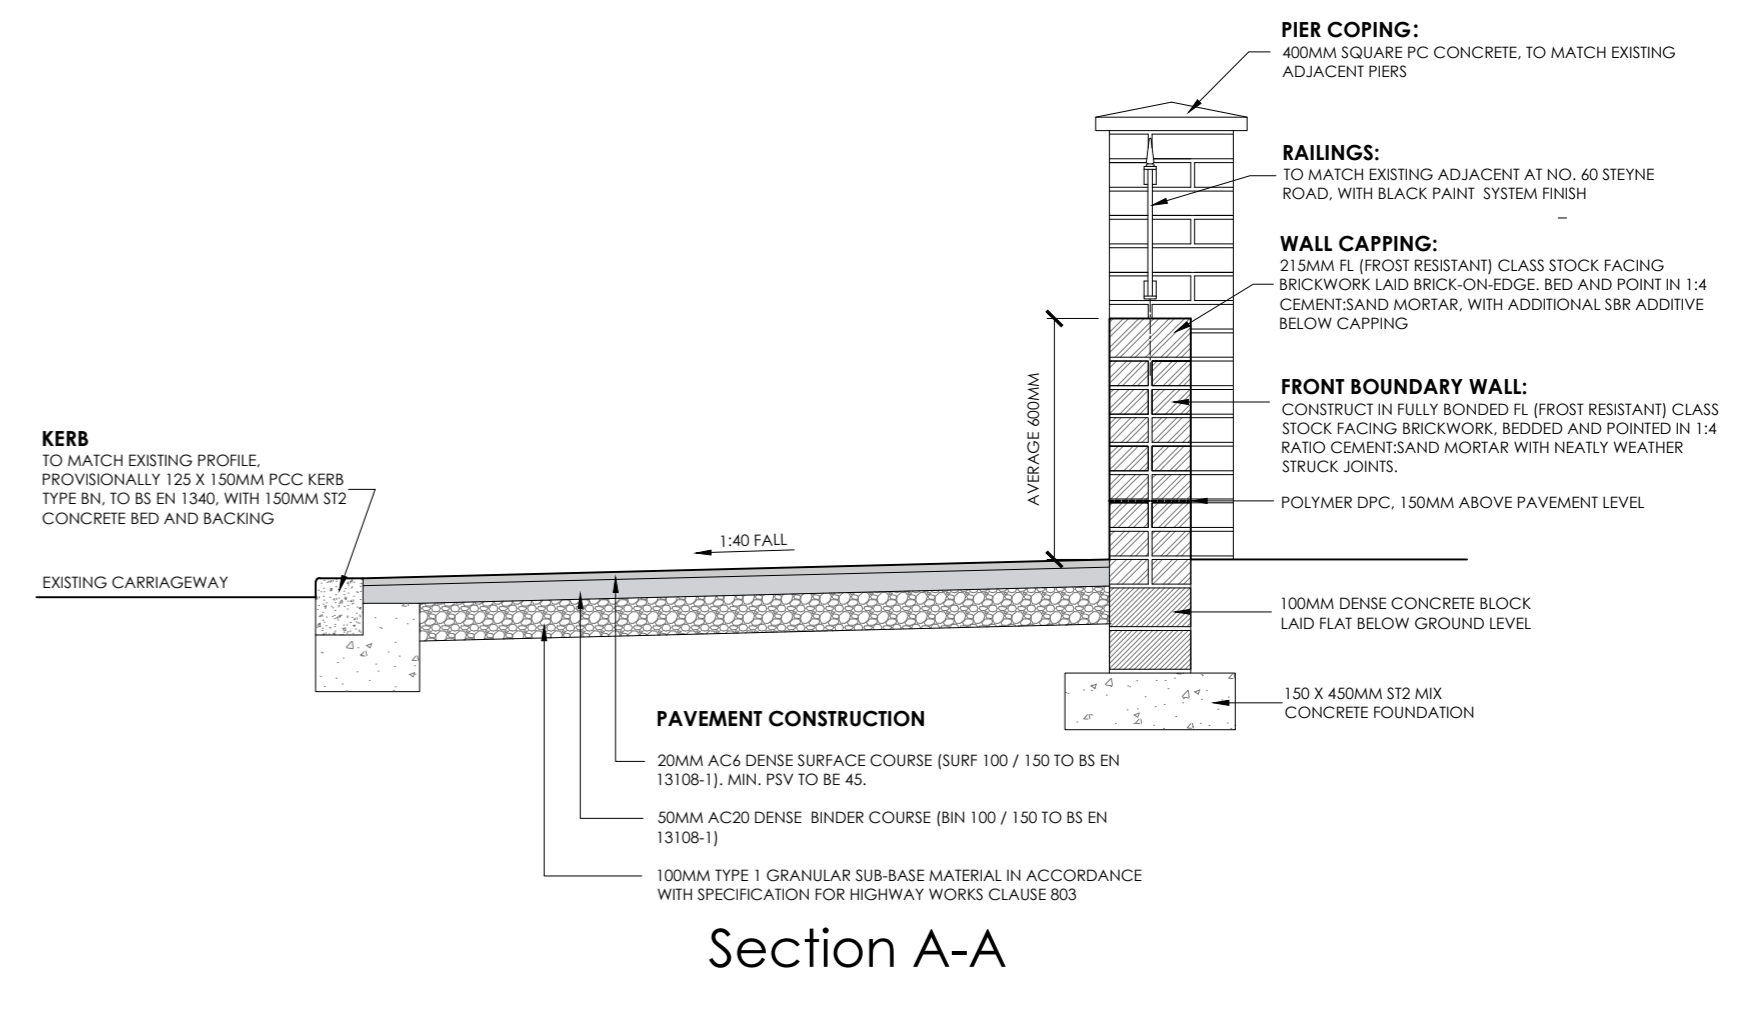 PIER COPING:
400MM SQUARE PC CONCRETE, TO MATCH EXISTING
ADJACENT PIERS
RAILINGS:
TO MATCH EXISTING ADJACENT AT NO. 60 STEYNE
ROAD, WITH BLACK PAINT SYSTEM FINISH
WALL CAPPING:
215MM FL (FROST RESISTANT) CLASS STOCK FACING
BRICKWORK LAID BRICK-ON-EDGE. BED AND POINT IN 1:4
CEMENT:SAND MORTAR, WITH ADDITIONAL SBR ADDITIVE
BELOW CAPPING
AVERAGE 600MM
FRONT BOUNDARY WALL:
CONSTRUCT IN FULLY BONDED FL (FROST RESISTANT) CLASS
STOCK FACING BRICKWORK, BEDDED AND POINTED IN 1:4
RATIO CEMENT:SAND MORTAR WITH NEATLY WEATHER
STRUCK JOINTS.
POLYMER DPC, 150MM ABOVE PAVEMENT LEVEL
KERB
TO MATCH EXISTING PROFILE,
PROVISIONALLY 125 X 150MM PCC KERB
TYPE BN, TO BS EN 1340, WITH 150MM ST2
CONCRETE BED AND BACKING
1:40 FALL
EXISTING CARRIAGEWAY
100MM DENSE CONCRETE BLOCK
LAID FLAT BELOW GROUND LEVEL
150 X 450MM ST2 MIX
CONCRETE FOUNDATION
PAVEMENT CONSTRUCTION
20MM AC6 DENSE SURFACE COURSE (SURF 100 / 150 TO BS EN
13108-1). MIN. PSV TO BE 45.
50MM AC20 DENSE BINDER COURSE (BIN 100 / 150 TO BS EN
13108-1)
100MM TYPE 1 GRANULAR SUB-BASE MATERIAL IN ACCORDANCE
WITH SPECIFICATION FOR HIGHWAY WORKS CLAUSE 803
Section A-A